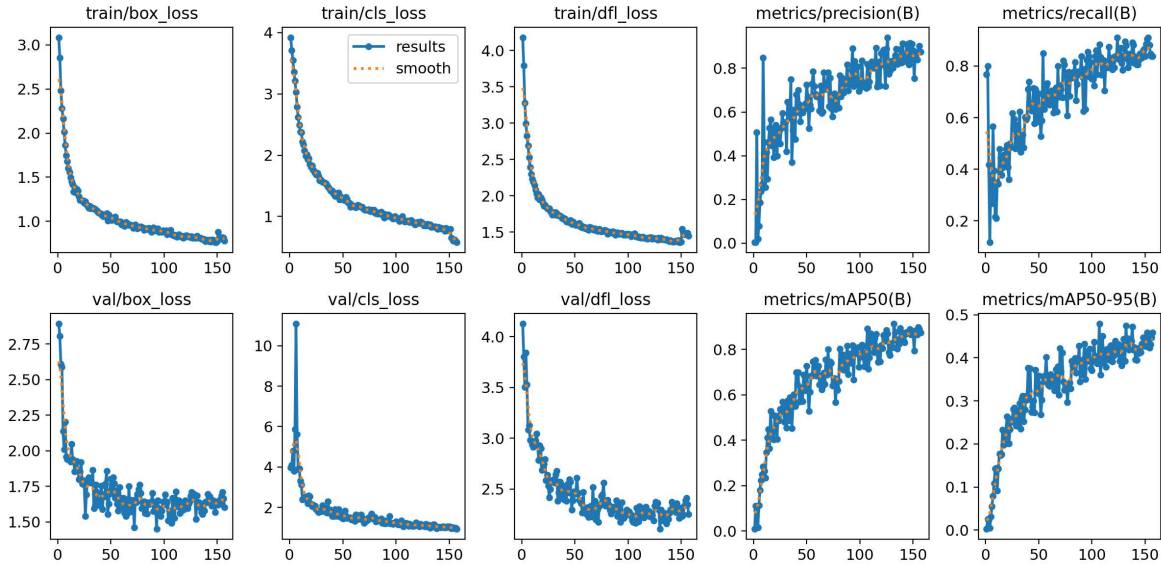 train/box_loss
train/cls_loss
train/dfl_loss
metrics/precision(B)
metrics/recall(B)
3.0
2.5
2.0
1.5
1.0
0 50 100 150
4
3
2
1
results
smooth
0 50 100 150
4.0
3.5
3.0
2.5
2.0
1.5
0 50 100 150
0.8
0.6
0.4
0.2
0.0
0 50 100 150
0.8
0.6
0.4
0.2
0 50 100 150
val/box_loss
val/cls_loss
val/dfl_loss
metrics/mAP50(B)
metrics/mAP50-95(B)
2.75
2.50
2.25
2.00
1.75
1.50
0 50 100 150
10
8
6
4
2
0 50 100 150
4.0
3.5
3.0
2.5
0 50 100 150
0.8
0.6
0.4
0.2
0.0
0 50 100 150
0.5
0.4
0.3
0.2
0.1
0.0
0 50 100 150